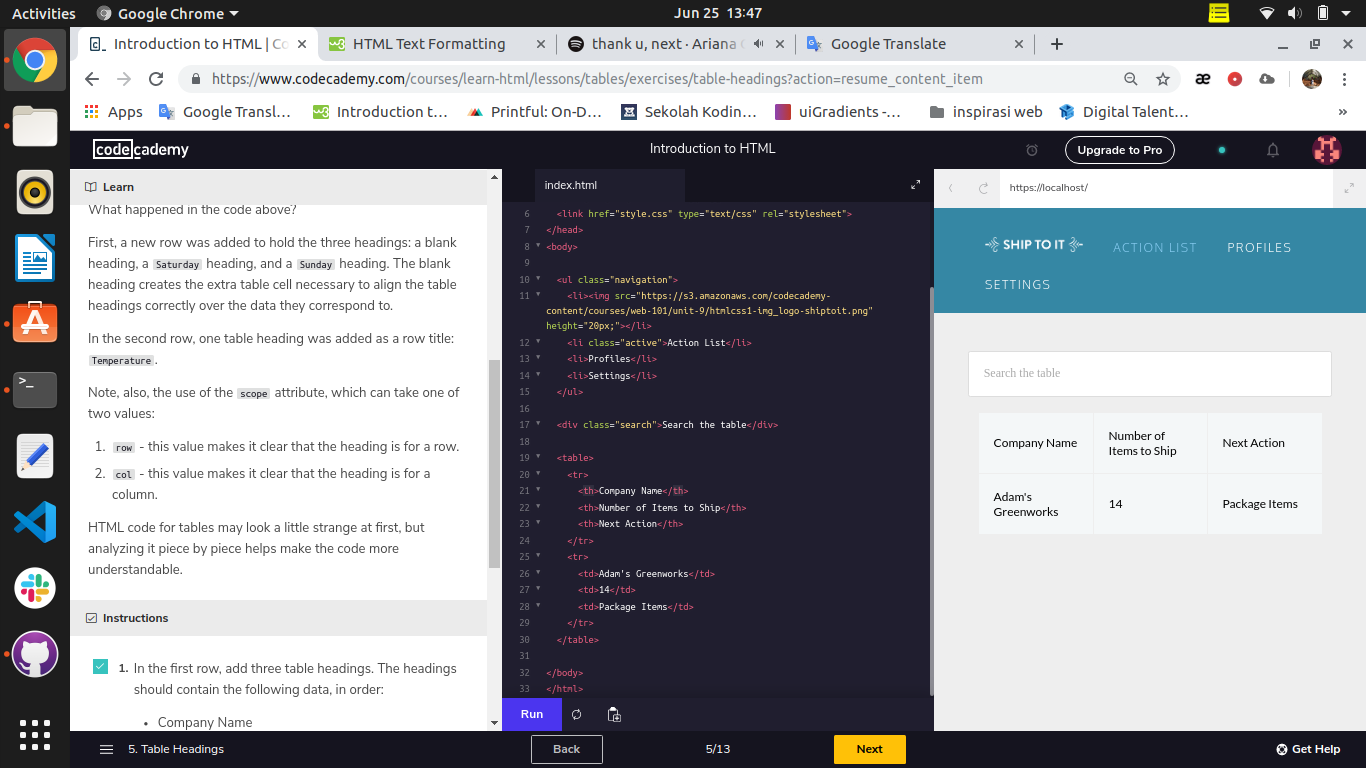 Activities
Google Chrome
Jun 25 13:47
Introduction to HTML | Co
HTML Text Formatting
thank u, next · Ariana G
Google Translate
https://www.codecademy.com/courses/learn-html/lessons/tables/exercises/table-headings?action=resume_content_item
Apps
Google Transl...
Introduction t...
Printful: On-D...
Sekolah Kodin...
uiGradients -...
inspirasi web
Digital Talent...
»
codecademy
Introduction to HTML
Upgrade to Pro
Learn
What happened in the code above?
First, a new row was added to hold the three headings: a blank
heading, a Saturday heading, and a Sunday heading. The blank
heading creates the extra table cell necessary to align the table
headings correctly over the data they correspond to.
In the second row, one table heading was added as a row title:
Temperature.
Note, also, the use of the scope attribute, which can take one of
two values:
1. row - this value makes it clear that the heading is for a row.
2. col - this value makes it clear that the heading is for a
column.
HTML code for tables may look a little strange at first, but
analyzing it piece by piece helps make the code more
understandable.
Instructions
1. In the first row, add three table headings. The headings
should contain the following data, in order:
• Company Name
index.html
6 <link href="style.css" type="text/css" rel="stylesheet">
7 </head>
8 <body>
9
10 <ul class="navigation">
11 <li><img src="https://s3.amazonaws.com/codecademy-
content/courses/web-101/unit-9/htmlcss1-img_logo-shiptoit.png"
height="20px;"></li>
12 <li class="active">Action List</li>
13 <li>Profiles</li>
14 <li>Settings</li>
15 </ul>
16
17 <div class="search">Search the table</div>
18
19 <table>
20 <tr>
21 <th>Company Name</th>
22 <th>Number of Items to Ship</th>
23 <th>Next Action</th>
24 </tr>
25 <tr>
26 <td>Adam's Greenworks</td>
27 <td>14</td>
28 <td>Package Items</td>
29 </tr>
30 </table>
31
32 </body>
33 </html>
Run
https://localhost/
SHIP TO IT
ACTION LIST
PROFILES
SETTINGS
Search the table
Company Name
Number of
Items to Ship
Next Action
Adam's
Greenworks
14
Package Items
5. Table Headings
Back
5/13
Next
Get Help